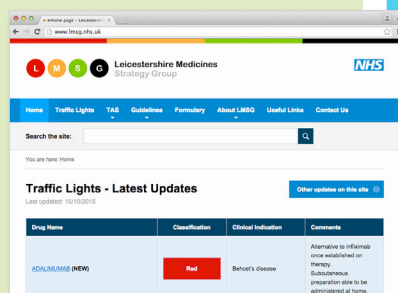 Home page - Leicestershi
www.lmsg.nhs.uk
L M S G
Leicestershire Medicines
Strategy Group
NHS
Home Traffic Lights TAS Guidelines Formulary About LMSG Useful Links Contact Us
Search the site:
You are here: Home
Traffic Lights - Latest Updates
Other updates on this site
Last updated: 15/10/2015
Drug Name Classification Clinical Indication Comments
ADALIMUMAB (NEW) Red Behcet's disease
Alternative to infliximab
once established on
therapy.
Subcutaneous
preparation able to be
administered at home.